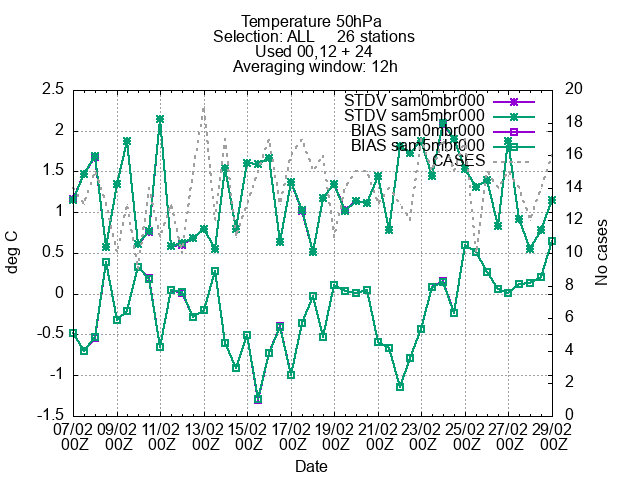 Temperature 50hPa
Selection: ALL     26 stations
Used 00,12 + 24
Averaging window: 12h
STDV sam0mbr000
STDV sam5mbr000
BIAS sam0mbr000
BIAS sam5mbr000
CASES
deg C
2.5
2
1.5
1
0.5
0
-0.5
-1
-1.5
No cases
20
18
16
14
12
10
8
6
4
2
0
07/02 09/02 11/02 13/02 15/02 17/02 19/02 21/02 23/02 25/02 27/02 29/02
00Z 00Z 00Z 00Z 00Z 00Z 00Z 00Z 00Z 00Z 00Z 00Z
Date